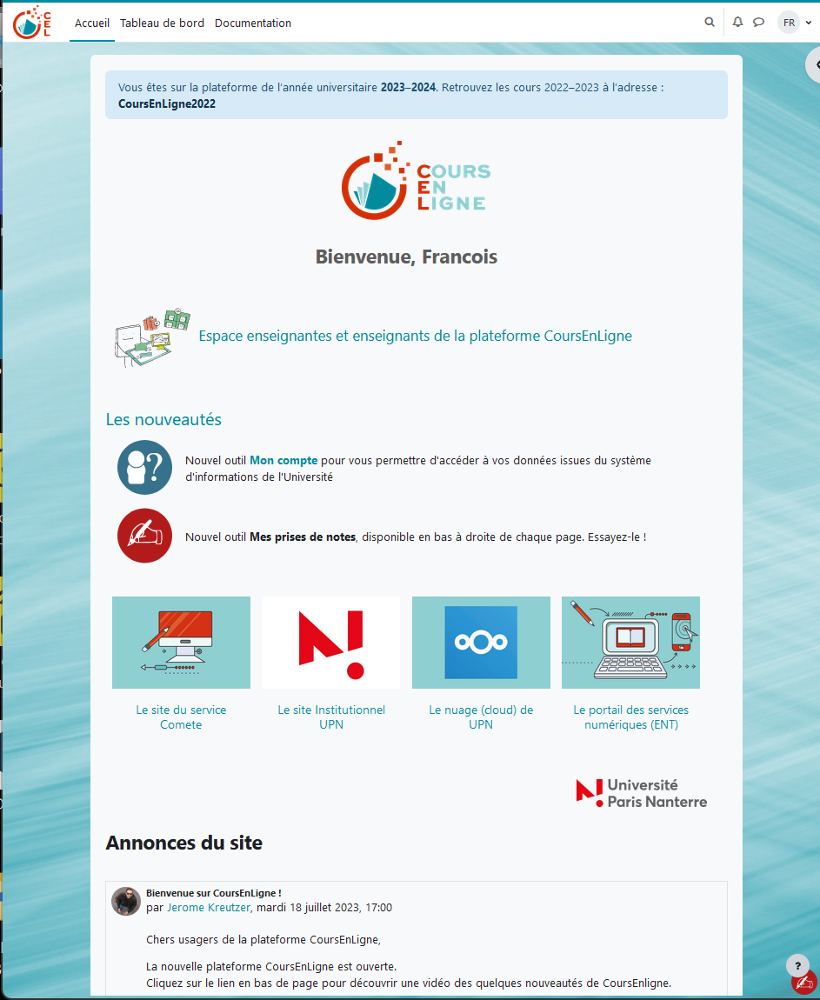 CEL
Accueil Tableau de bord Documentation
FR
Vous êtes sur la plateforme de l'année universitaire 2023–2024. Retrouvez les cours 2022–2023 à l'adresse :
CoursEnLigne2022
COURS
EN
LIGNE
Bienvenue, Francois
Espace enseignantes et enseignants de la plateforme CoursEnLigne
Les nouveautés
Nouvel outil Mon compte pour vous permettre d'accéder à vos données issues du système
d'informations de l'Université
Nouvel outil Mes prises de notes, disponible en bas à droite de chaque page. Essayez-le !
Le site du service
Comete
Le site Institutionnel
UPN
Le nuage (cloud) de
UPN
Le portail des services
numériques (ENT)
Université
Paris Nanterre
Annonces du site
Bienvenue sur CoursEnLigne !
par Jerome Kreutzer, mardi 18 juillet 2023, 17:00
Chers usagers de la plateforme CoursEnLigne,
La nouvelle plateforme CoursEnLigne est ouverte.
Cliquez sur le lien en bas de page pour découvrir une vidéo des quelques nouveautés de CoursEnligne.
?